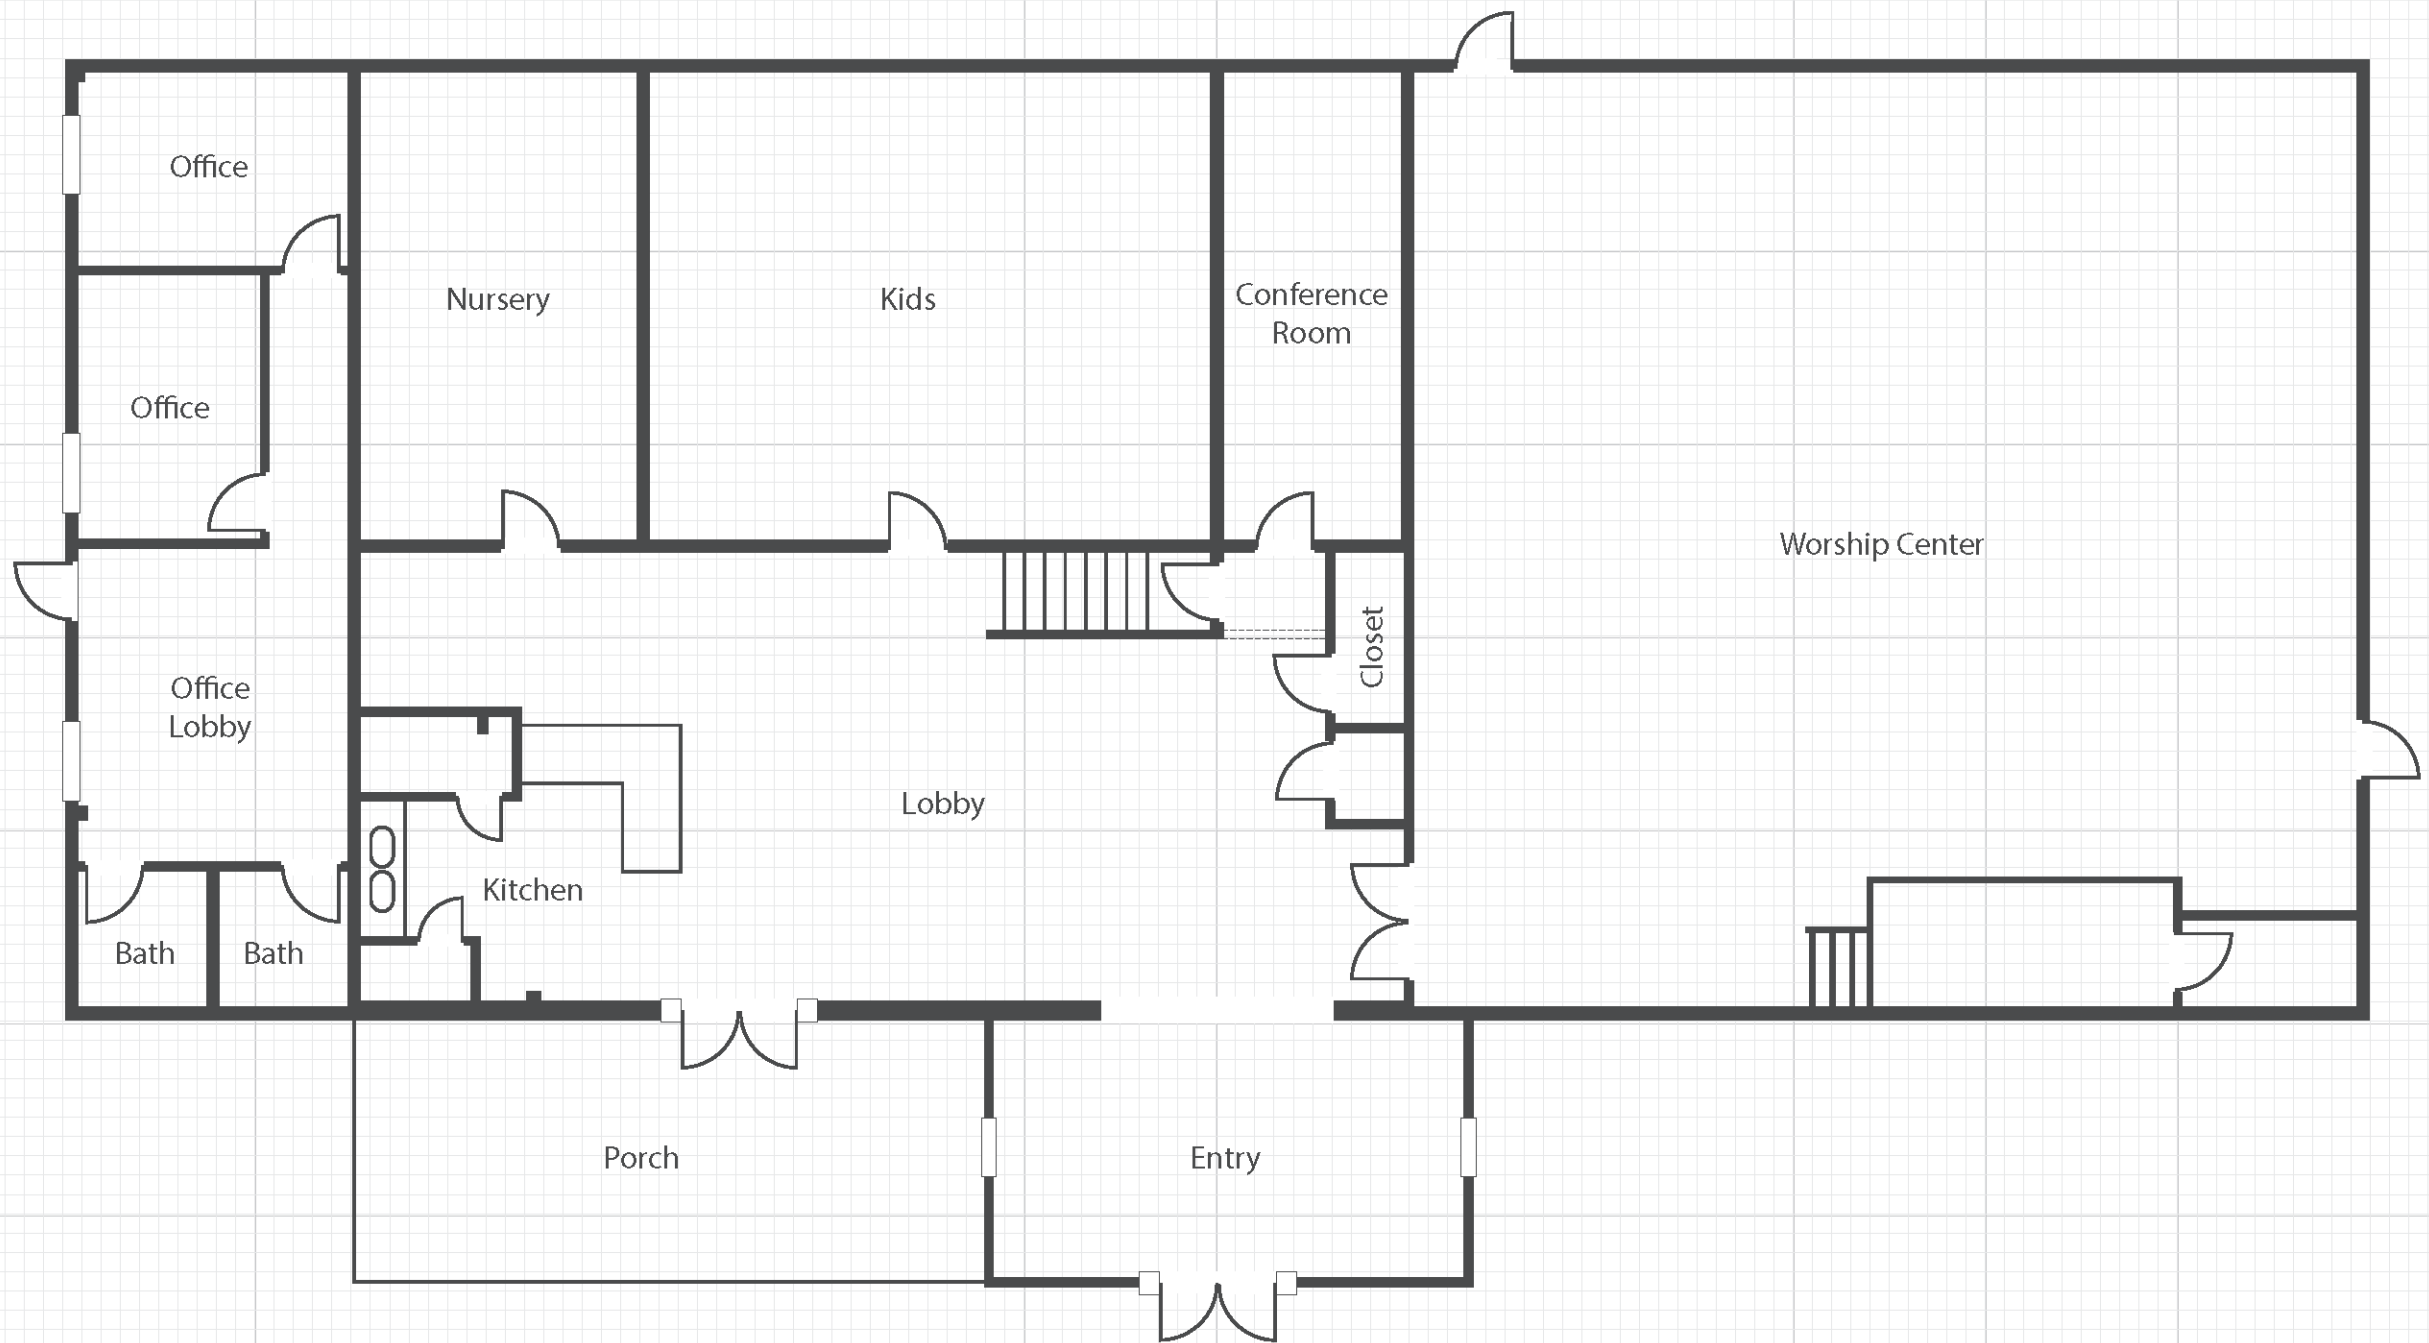 Office
Nursery
Kids
Conference
Room
Office
Worship Center
Closet
Office
Lobby
Lobby
Kitchen
Bath
Bath
Porch
Entry